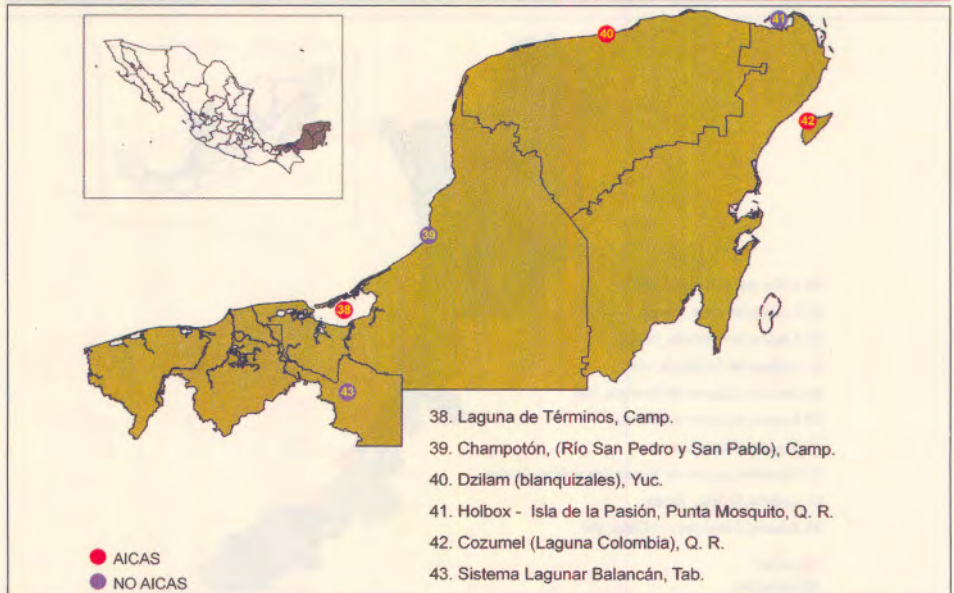 41
40
42
39
38
43
38. Laguna de Términos, Camp.
39. Champotón, (Río San Pedro y San Pablo), Camp.
40. Dzilam (blanquizales), Yuc.
41. Holbox - Isla de la Pasión, Punta Mosquito, Q. R.
42. Cozumel (Laguna Colombia), Q. R.
43. Sistema Lagunar Balancán, Tab.
AICAS
NO AICAS